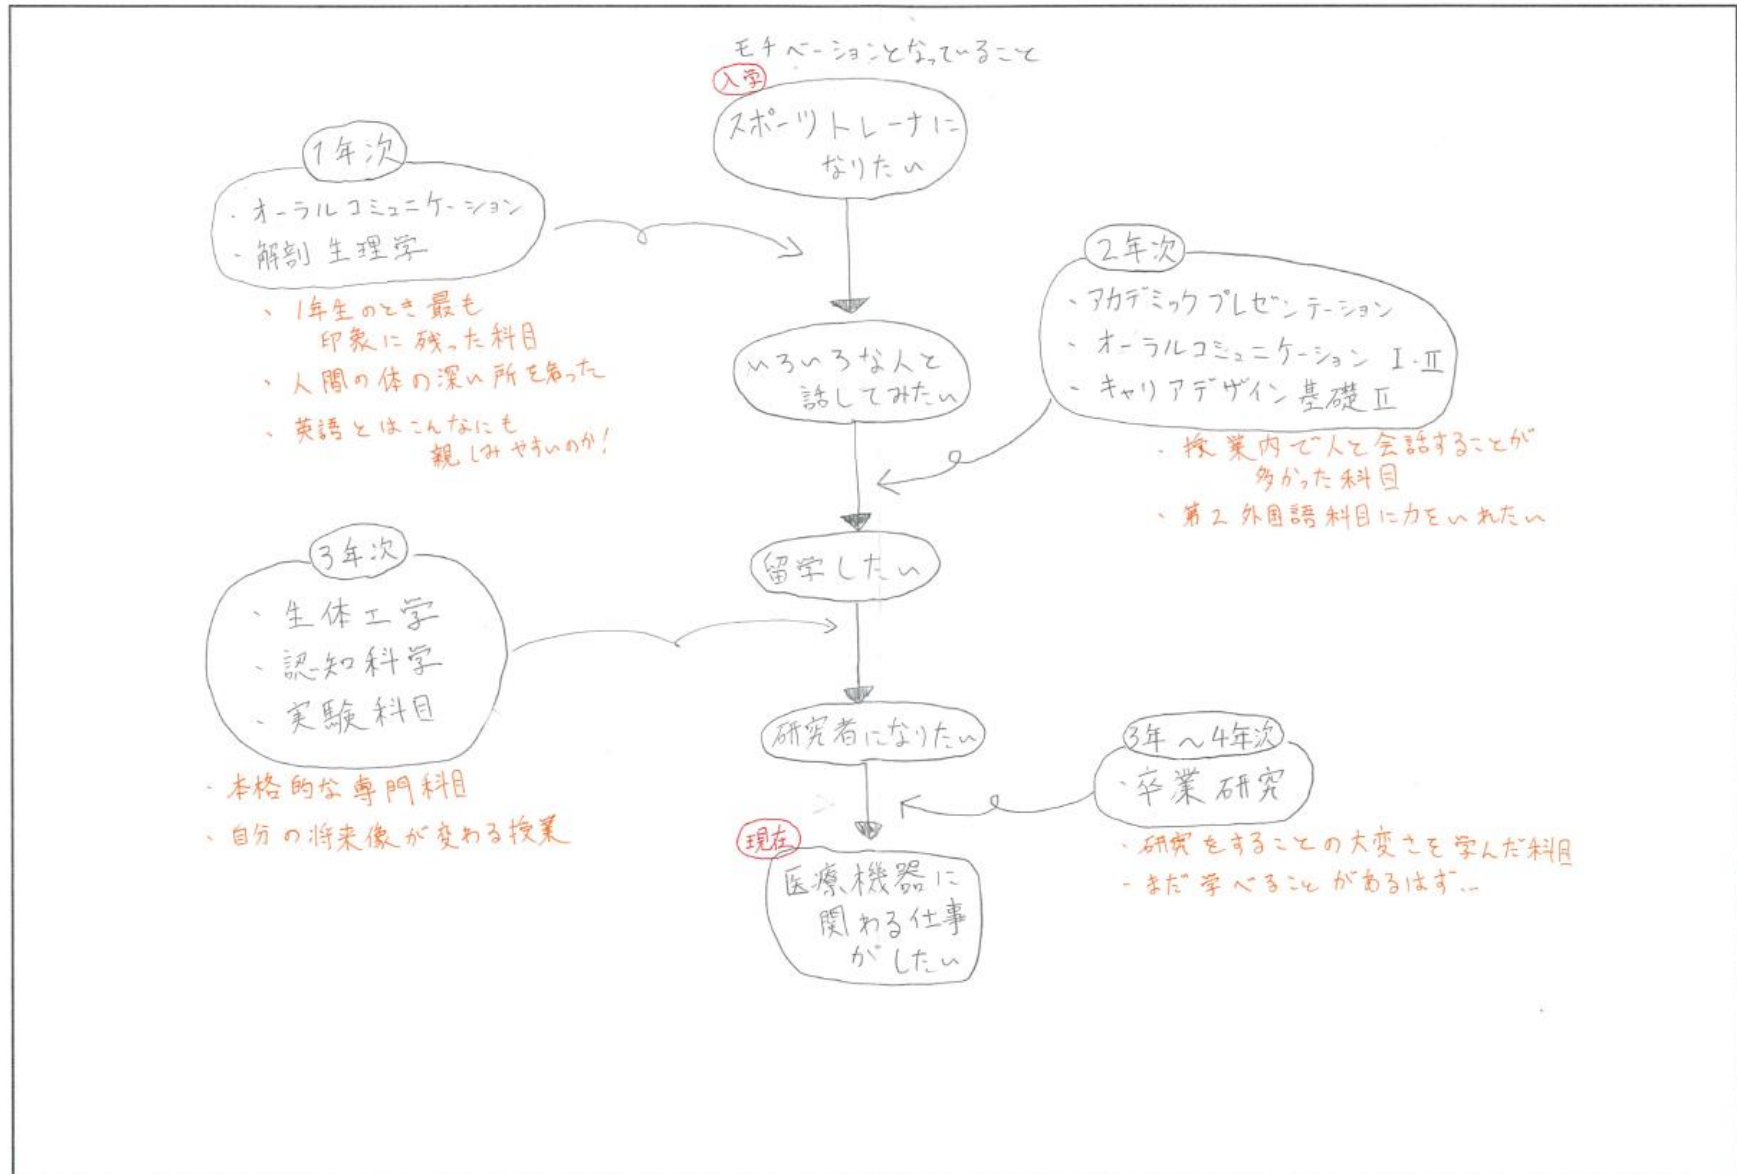 モチベーションとなっていること
入学
スポーツトレーナに
なりたい
1年次
・オーラルコミュニケーション
・解剖生理学
・1年生のとき最も
印象に残った科目
・人間の体の深い所を知った
・英語とはこんなにも
親しみやすいのか!
いろいろな人と
話してみたい
2年次
・アカデミックプレゼンテーション
・オーラルコミュニケーション Ⅰ・Ⅱ
・キャリアデザイン基礎Ⅱ
・授業内で人と会話することが
多かった科目
・第2外国語科目に力をいれたい
留学したい
3年次
・生体工学
・認知科学
・実験科目
・本格的な専門科目
・自分の将来像が変わる授業
研究者になりたい
3年～4年次
・卒業研究
・研究をすることの大変さを学んだ科目
・まだ学べることがあるはず…
現在
医療機器に
関わる仕事
がしたい